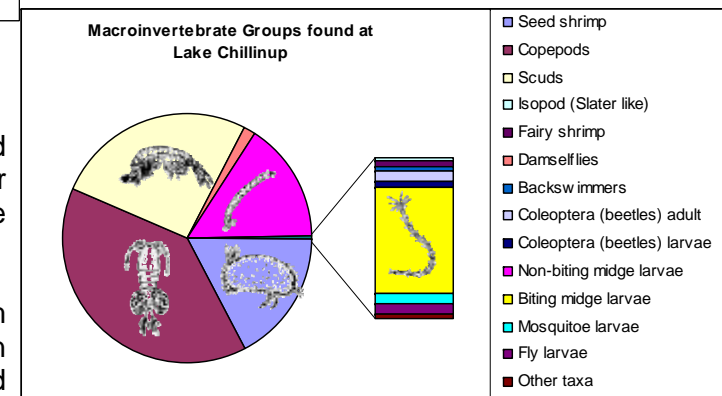 Macroinvertebrate Groups found at
Lake Chillinup
Seed shrimp
Copepods
Scuds
Isopod (Slater like)
Fairy shrimp
Damselflies
Backswimmers
Coleoptera (beetles) adult
Coleoptera (beetles) larvae
Non-biting midge larvae
Biting midge larvae
Mosquitoe larvae
Fly larvae
Other taxa